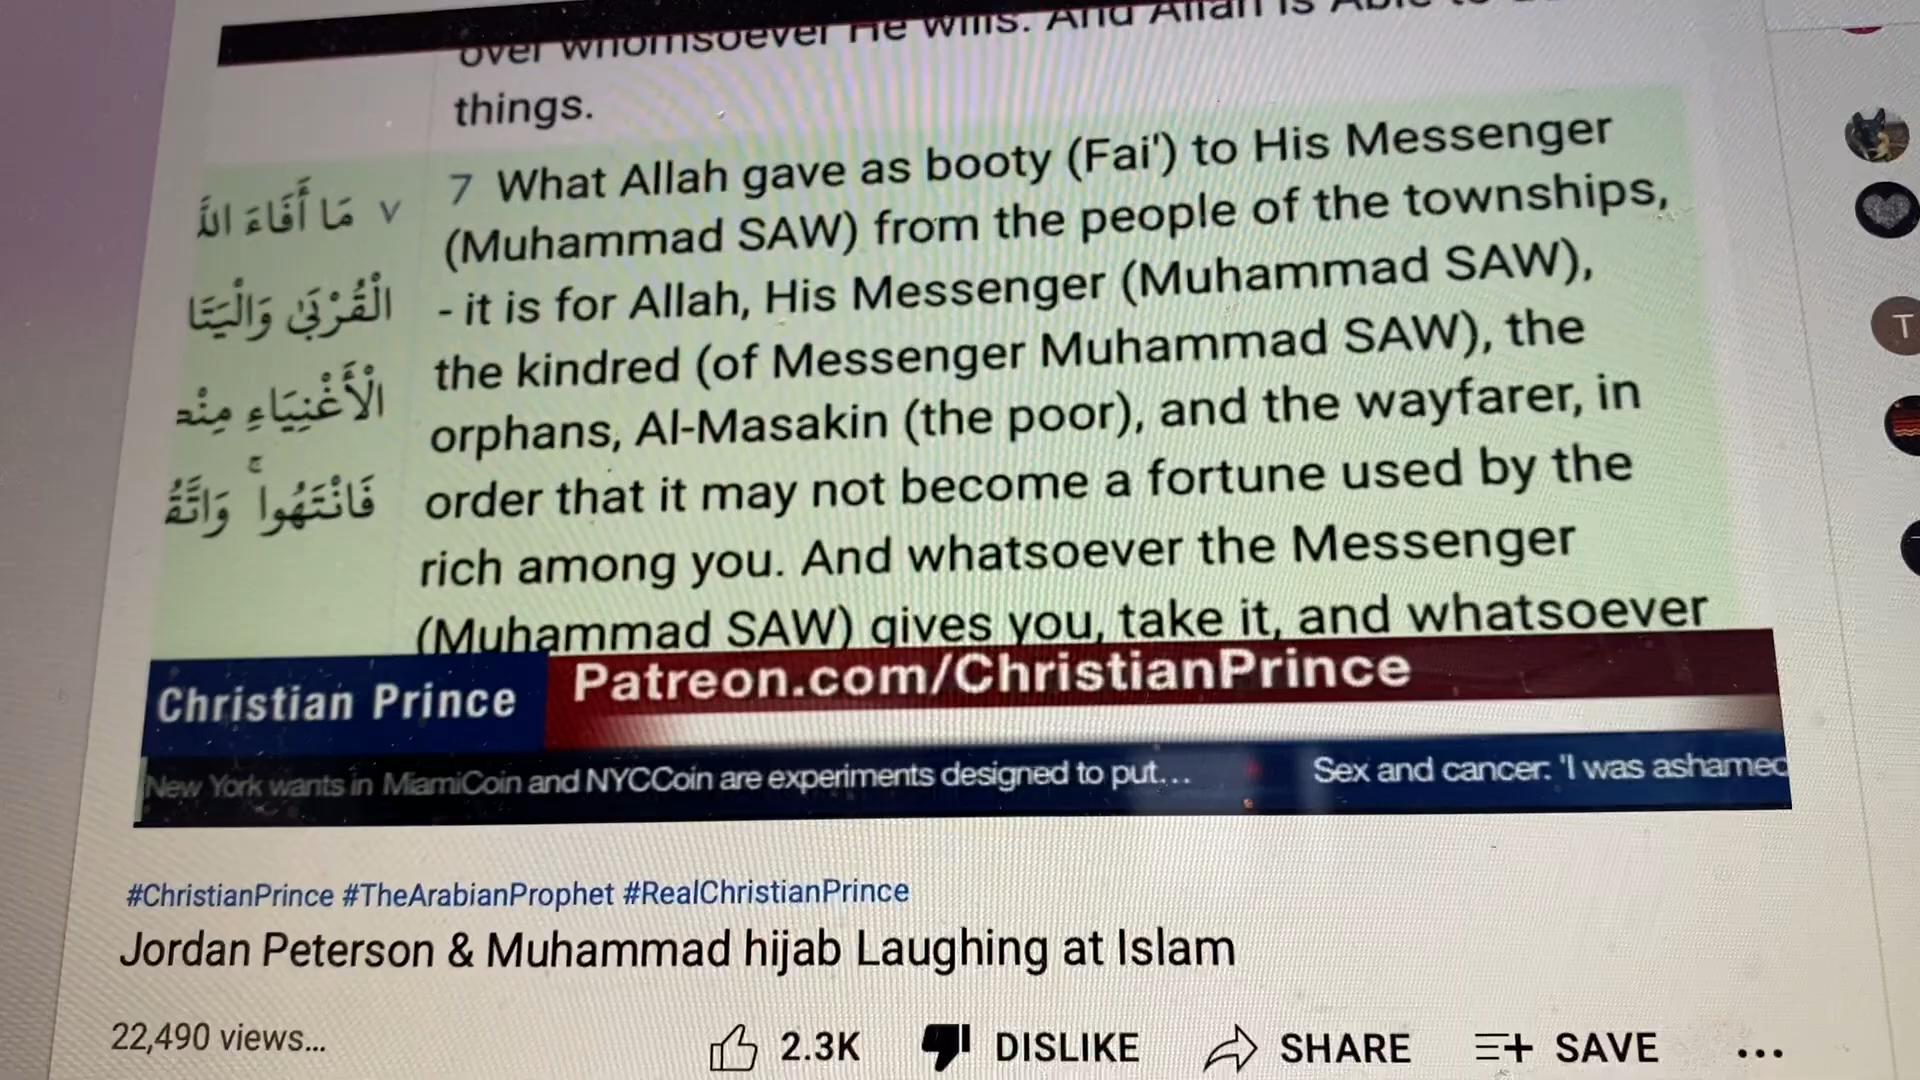 over whomsoever He wills. And Allah is Able to
things.
٧ مَا أَفَاءَ اللَّ
الْقُرْبَىٰ وَالْيَتَا
الْأَغْنِيَاءِ مِنْ
فَانْتَهُوا ۚ وَاتَّقُ
7 What Allah gave as booty (Fai') to His Messenger
(Muhammad SAW) from the people of the townships,
- it is for Allah, His Messenger (Muhammad SAW),
the kindred (of Messenger Muhammad SAW), the
orphans, Al-Masakin (the poor), and the wayfarer, in
order that it may not become a fortune used by the
rich among you. And whatsoever the Messenger
(Muhammad SAW) gives you, take it, and whatsoever
Christian Prince
Patreon.com/ChristianPrince
New York wants in MiamiCoin and NYCCoin are experiments designed to put...
Sex and cancer: 'I was ashamed
#ChristianPrince #TheArabianProphet #RealChristianPrince
Jordan Peterson & Muhammad hijab Laughing at Islam
22,490 views...
2.3K
DISLIKE
SHARE
SAVE
T